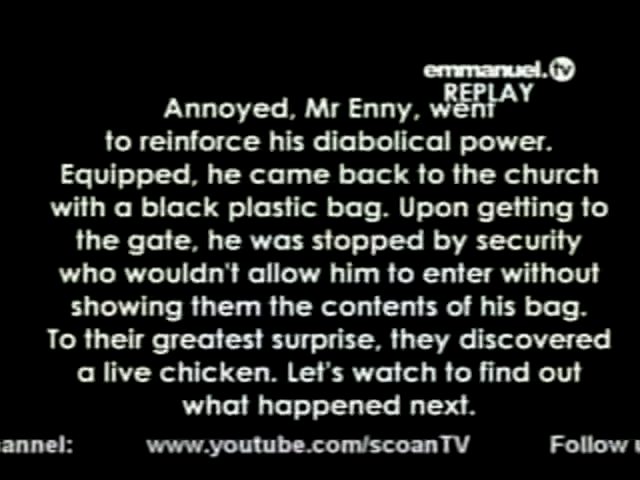 emmanuel.tv
REPLAY
Annoyed, Mr Enny, went
to reinforce his diabolical power.
Equipped, he came back to the church
with a black plastic bag. Upon getting to
the gate, he was stopped by security
who wouldn't allow him to enter without
showing them the contents of his bag.
To their greatest surprise, they discovered
a live chicken. Let's watch to find out
what happened next.
annel: www.youtube.com/scoanTV Follow u